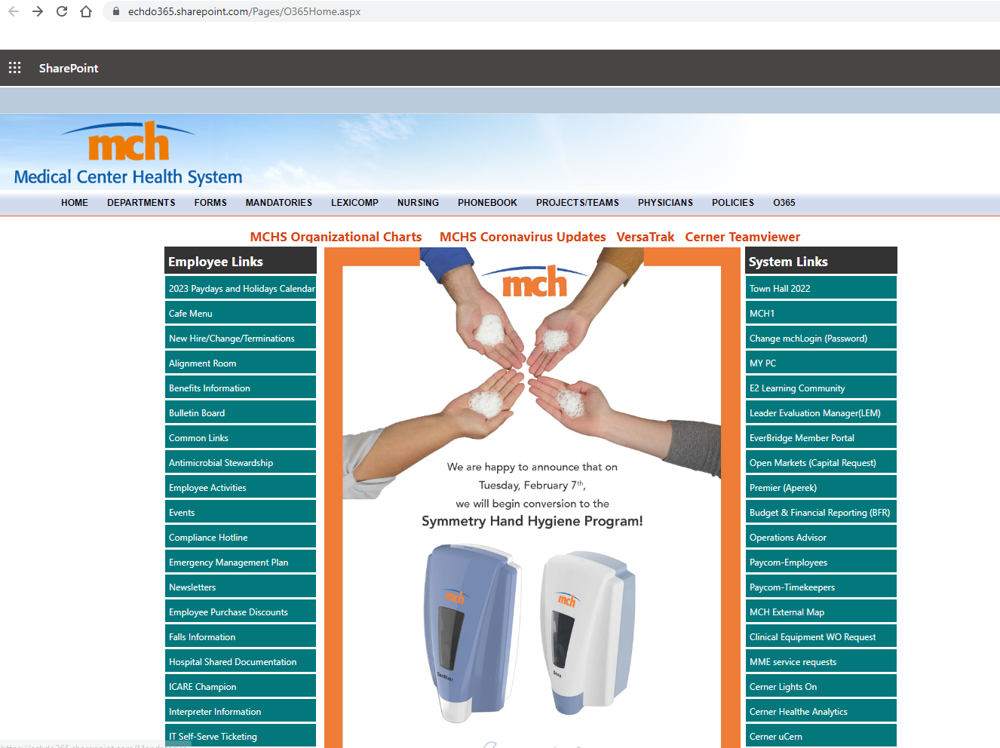 echdo365.sharepoint.com/Pages/O365Home.aspx
SharePoint
mch
Medical Center Health System
HOME DEPARTMENTS FORMS MANDATORIES LEXICOMP NURSING PHONEBOOK PROJECTS/TEAMS PHYSICIANS POLICIES O365
MCHS Organizational Charts MCHS Coronavirus Updates VersaTrak Cerner Teamviewer
Employee Links
2023 Paydays and Holidays Calendar
Cafe Menu
New Hire/Change/Terminations
Alignment Room
Benefits Information
Bulletin Board
Common Links
Antimicrobial Stewardship
Employee Activities
Events
Compliance Hotline
Emergency Management Plan
Newsletters
Employee Purchase Discounts
Falls Information
Hospital Shared Documentation
ICARE Champion
Interpreter Information
IT Self-Serve Ticketing
mch
We are happy to announce that on
Tuesday, February 7th,
we will begin conversion to the
Symmetry Hand Hygiene Program!
mch
Sanitizer
mch
Soap
System Links
Town Hall 2022
MCH1
Change mchLogin (Password)
MY PC
E2 Learning Community
Leader Evaluation Manager(LEM)
EverBridge Member Portal
Open Markets (Capital Request)
Premier (Aperek)
Budget & Financial Reporting (BFR)
Operations Advisor
Paycom-Employees
Paycom-Timekeepers
MCH External Map
Clinical Equipment WO Request
MME service requests
Cerner Lights On
Cerner Healthe Analytics
Cerner uCern